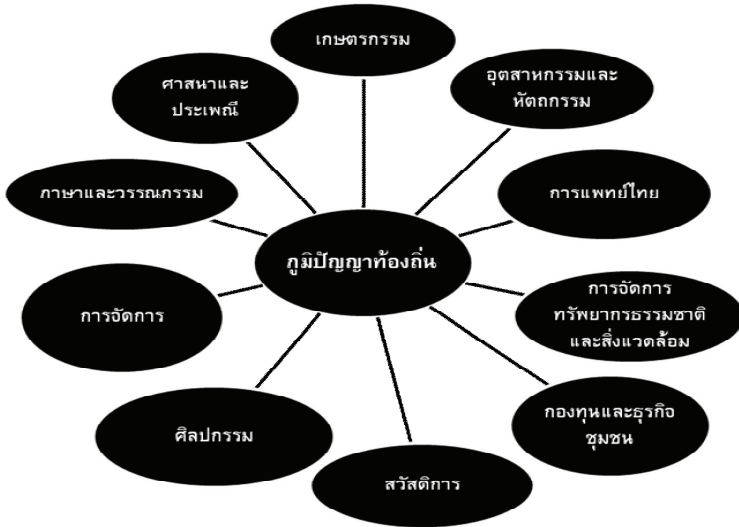 เกษตรกรรม
อุตสาหกรรมและ
หัตถกรรม
การแพทย์ไทย
การจัดการ
ทรัพยากรธรรมชาติ
และสิ่งแวดล้อม
กองทุนและธุรกิจ
ชุมชน
สวัสดิการ
ศิลปกรรม
การจัดการ
ภาษาและวรรณกรรม
ศาสนาและ
ประเพณี
ภูมิปัญญาท้องถิ่น